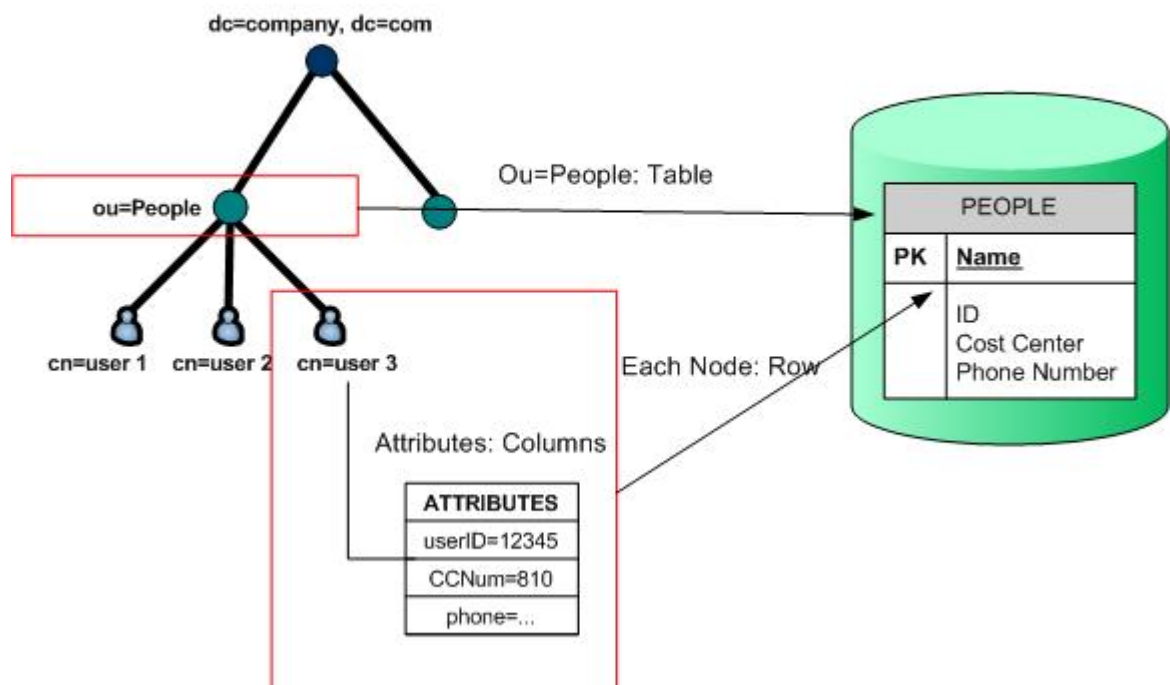 dc=company, dc=com
Ou=People: Table
ou=People
PEOPLE
PK Name
ID
Cost Center
Phone Number
cn=user 1 cn=user 2 cn=user 3
Each Node: Row
Attributes: Columns
ATTRIBUTES
userID=12345
CCNum=810
phone=...